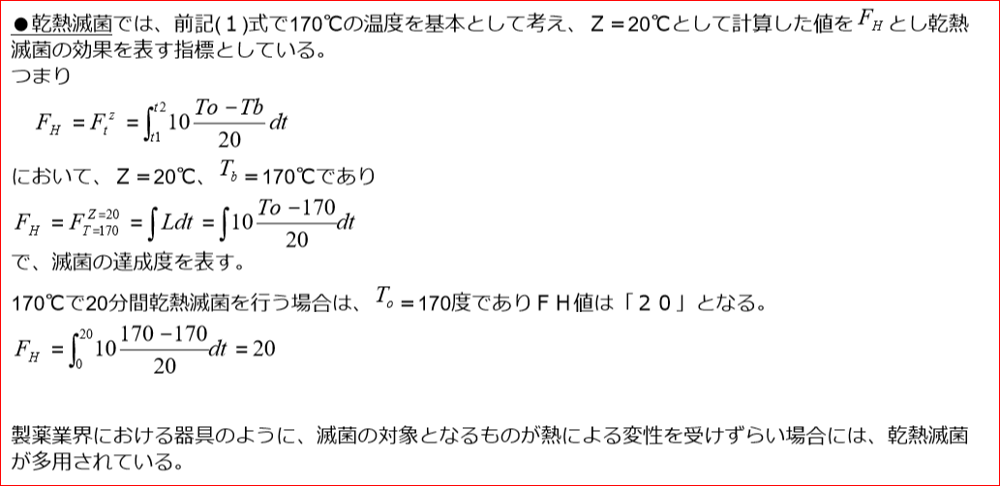 ●乾熱滅菌では、前記(１)式で170℃の温度を基本として考え、Ｚ＝20℃として計算した値をF_Hとし乾熱
滅菌の効果を表す指標としている。
つまり
F_H = F_t^z = ∫_{t1}^{t2} 10 (To − Tb)/20 dt
において、Ｚ＝20℃、T_b＝170℃であり
F_H = F_{T=170}^{Z=20} = ∫ Ldt = ∫ 10 (To − 170)/20 dt
で、滅菌の達成度を表す。
170℃で20分間乾熱滅菌を行う場合は、T_o＝170度でありＦＨ値は「２０」となる。
F_H = ∫_0^{20} 10 (170 − 170)/20 dt = 20
製薬業界における器具のように、滅菌の対象となるものが熱による変性を受けずらい場合には、乾熱滅菌
が多用されている。